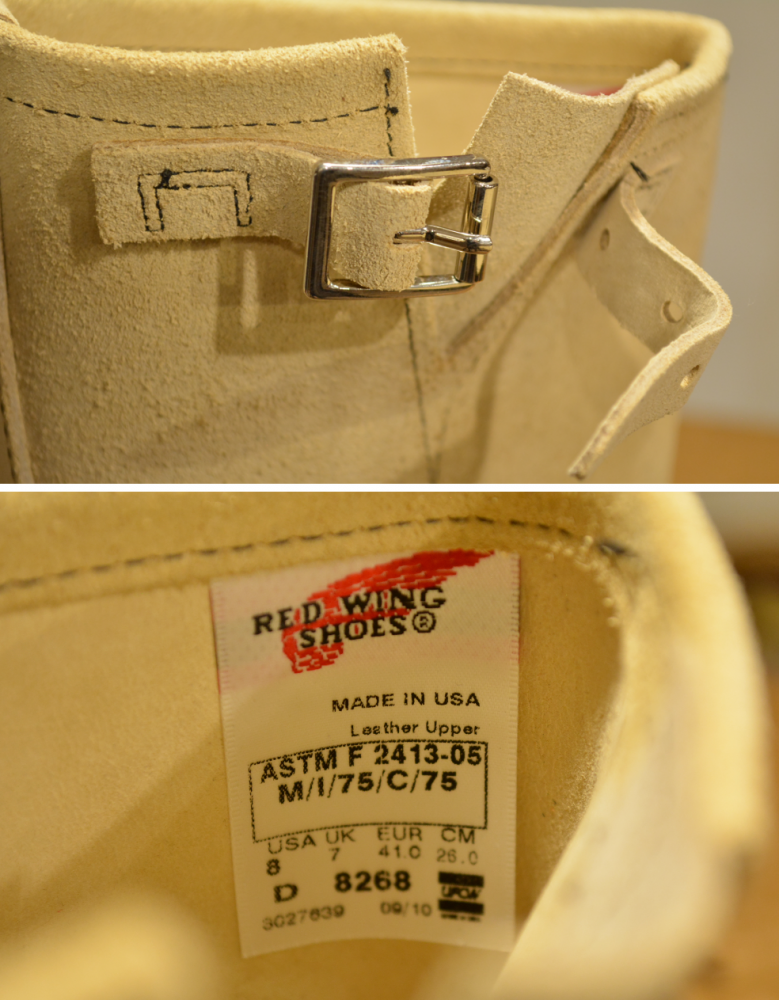 RED WING
SHOES®
MADE IN USA
Leather Upper
ASTM F 2413-05
M/I/75/C/75
USA UK EUR CM
8 7 41.0 26.0
D 8268
3027639 09/10